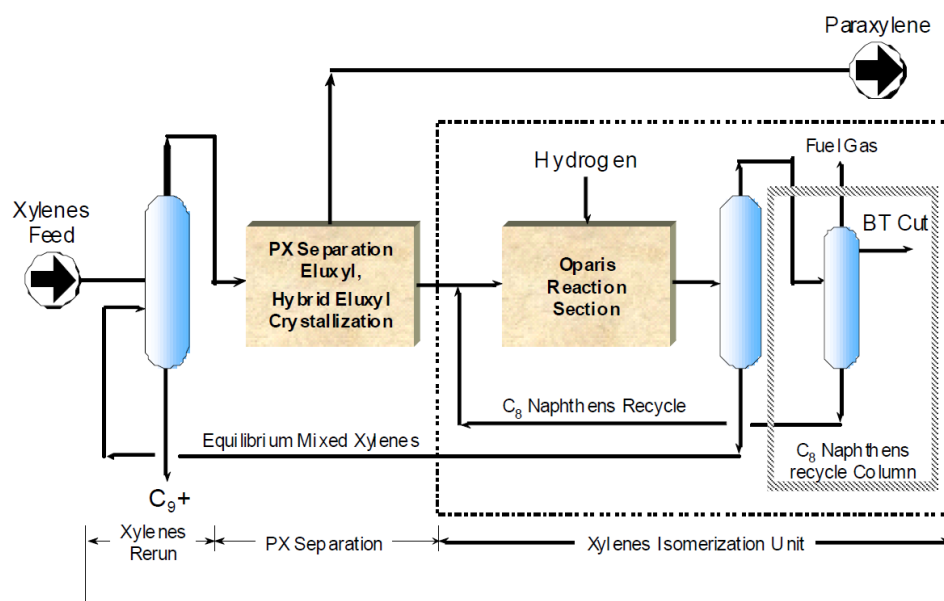 Paraxylene
Fuel Gas
Hydrogen
Xylenes
Feed
BT Cut
PX Separation
Eluxyl,
Hybrid Eluxyl
Crystallization
Oparis
Reaction
Section
C₈ Naphthens Recycle
Equilibrium Mixed Xylenes
C₈ Naphthens
recycle Column
C₉+
Xylenes
Rerun
PX Separation
Xylenes Isomerization Unit